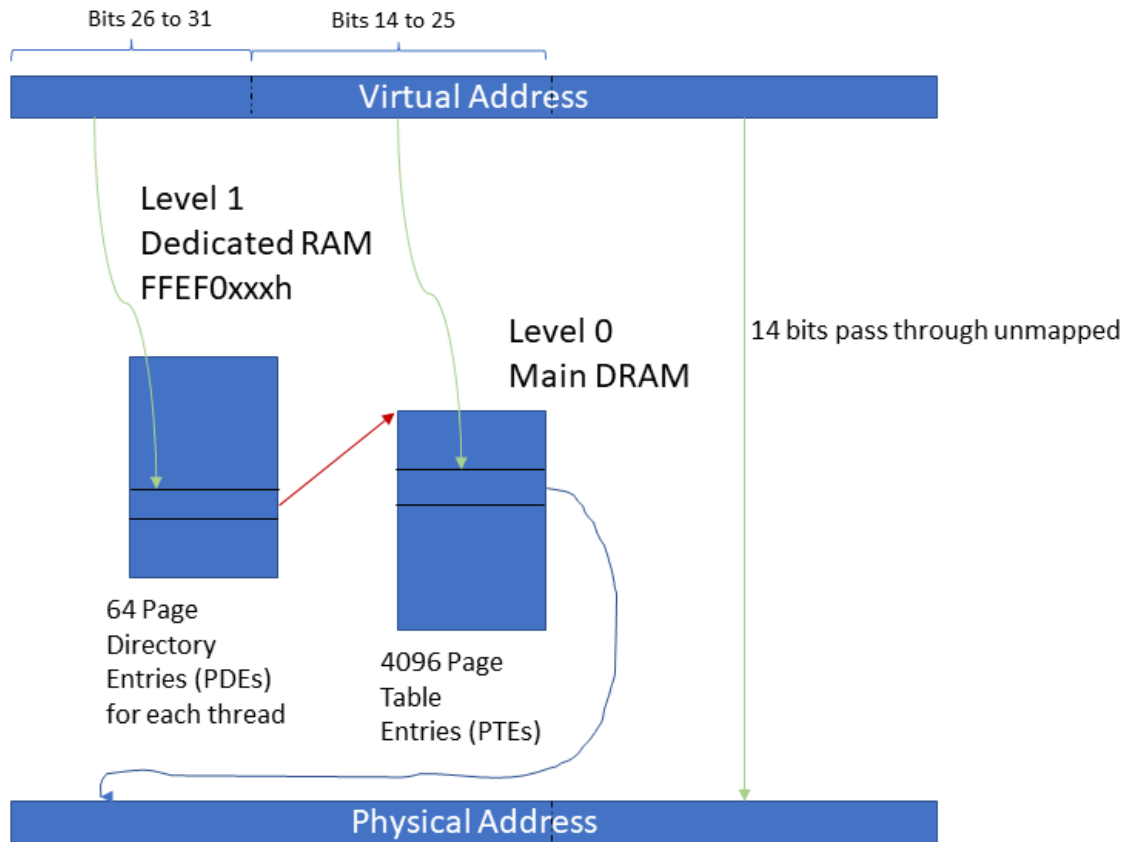 Bits 26 to 31
Bits 14 to 25
Virtual Address
Level 1
Dedicated RAM
FFEF0xxxh
Level 0
Main DRAM
14 bits pass through unmapped
64 Page
Directory
Entries (PDEs)
for each thread
4096 Page
Table
Entries (PTEs)
Physical Address